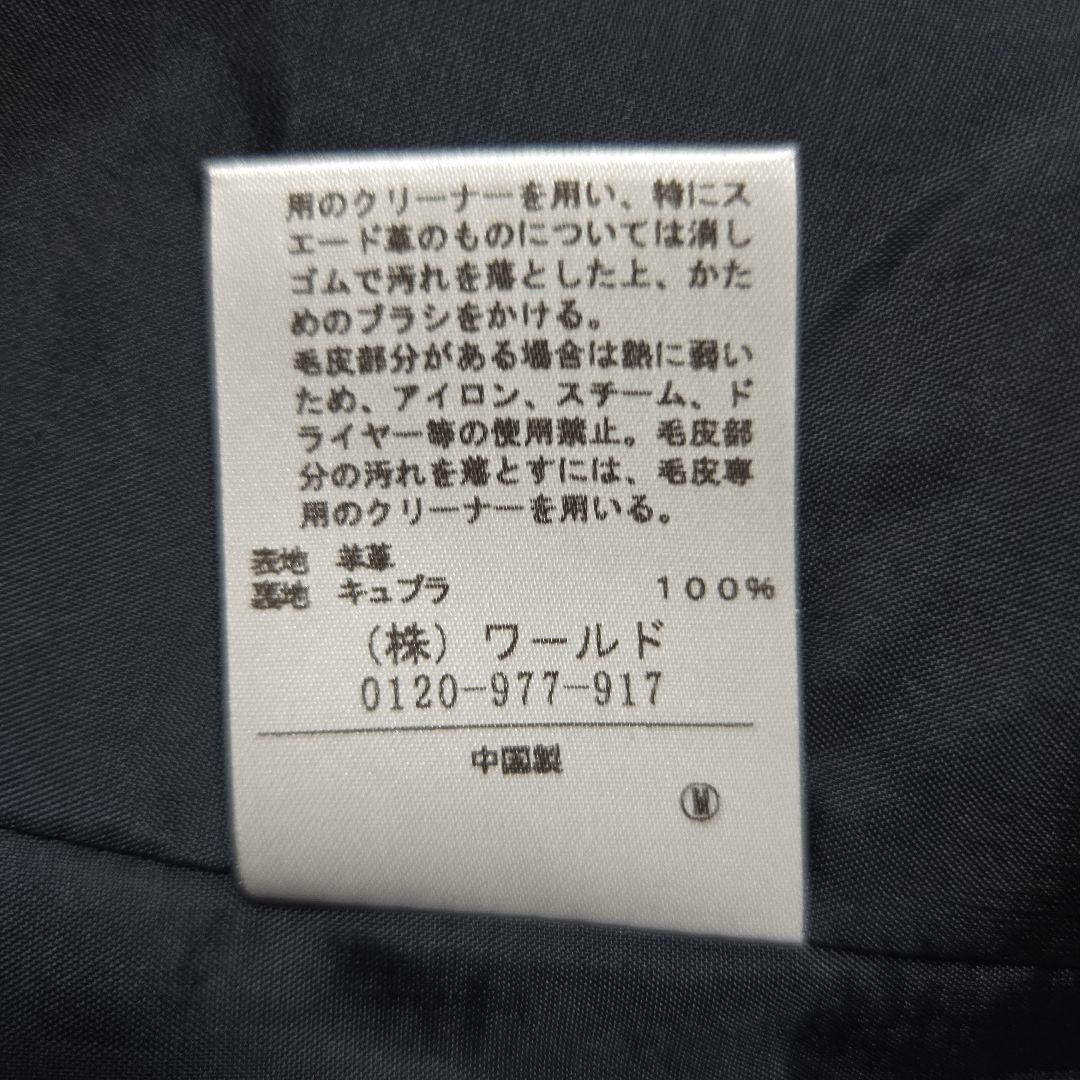 用のクリーナーを用い、特にス
エード革のものについては消し
ゴムで汚れを落とした上、かた
めのブラシをかける。
毛皮部分がある場合は熱に弱い
ため、アイロン、スチーム、ド
ライヤー等の使用禁止。毛皮部
分の汚れを落とすには、毛皮専
用のクリーナーを用いる。
表地 羊革
裏地 キュプラ 100%
(株)ワールド
0120-977-917
中国製
Ⓜ